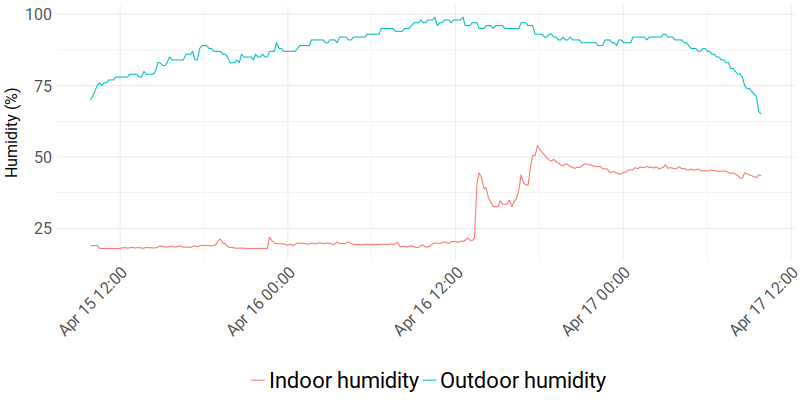 Humidity (%)
100
75
50
25
Apr 15 12:00
Apr 16 00:00
Apr 16 12:00
Apr 17 00:00
Apr 17 12:00
Indoor humidity
Outdoor humidity